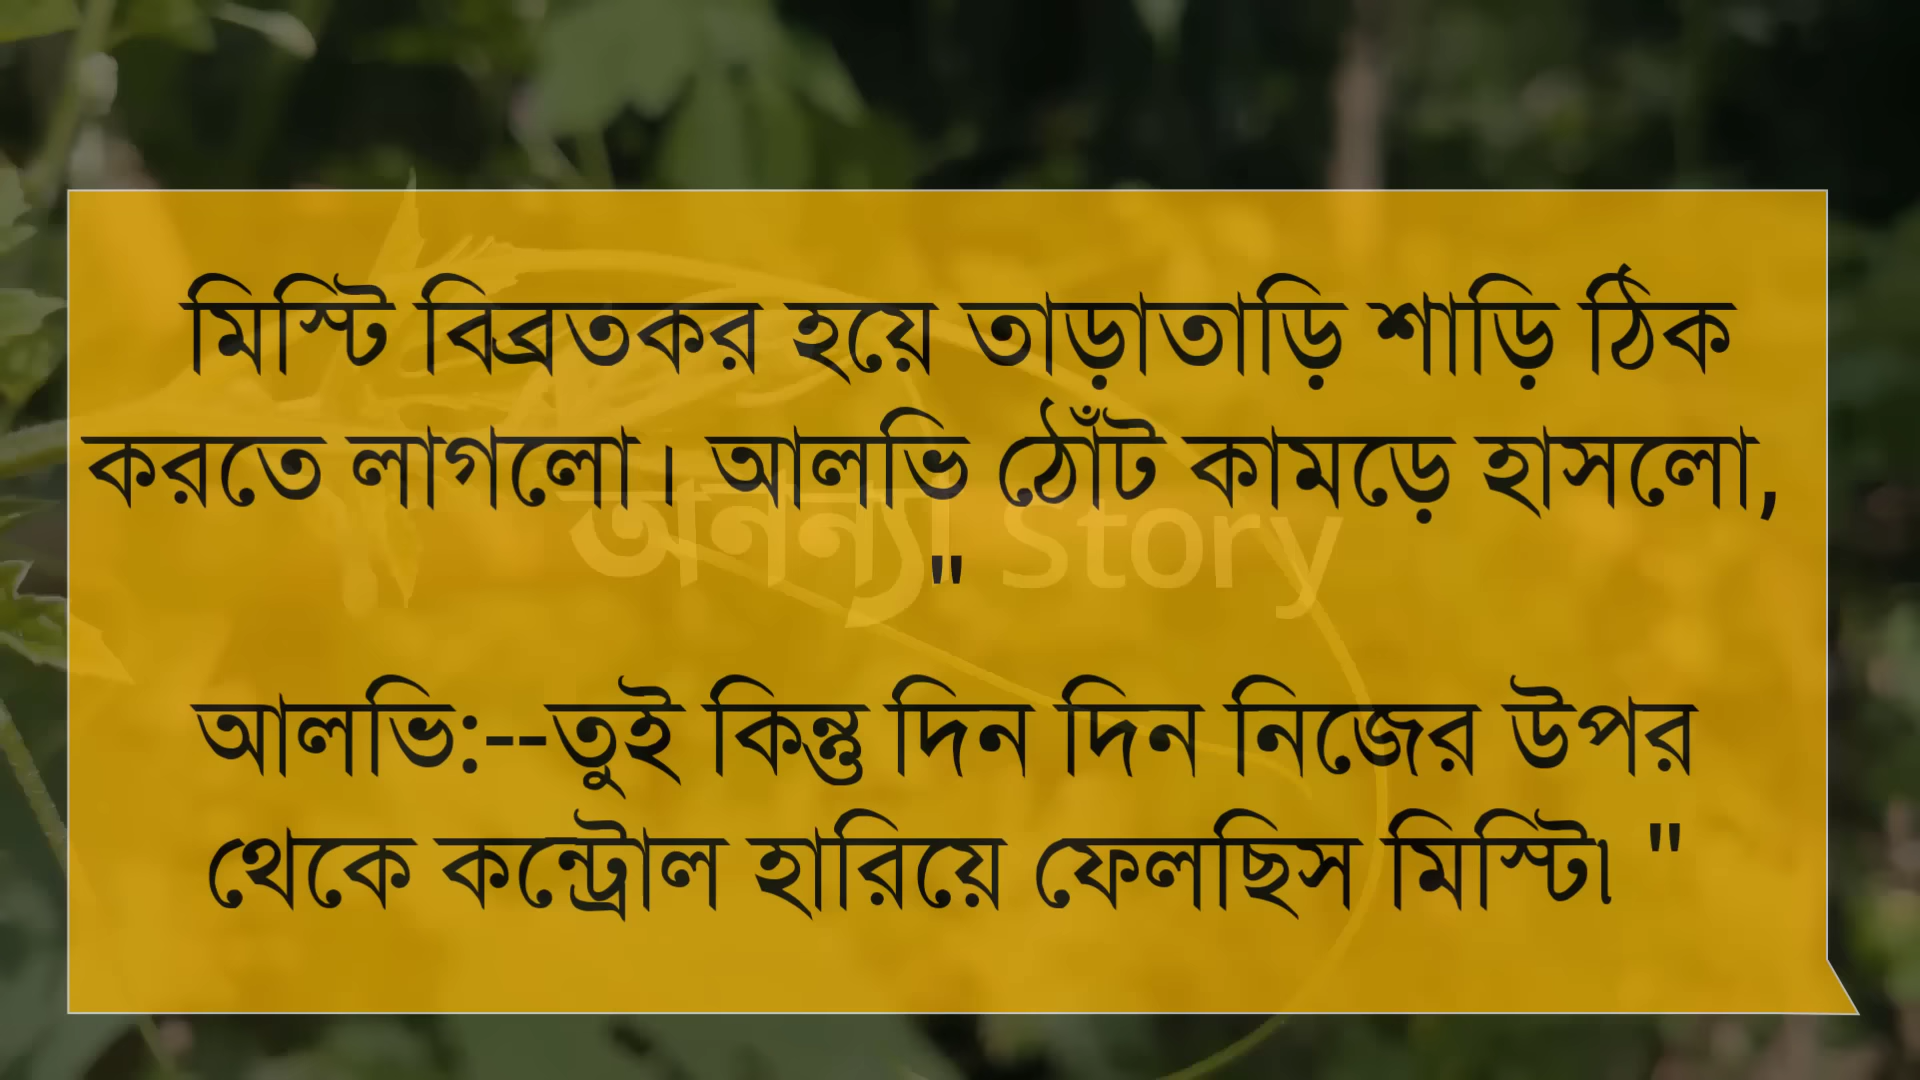 মিস্টি বিব্রতকর হয়ে তাড়াতাড়ি শাড়ি ঠিক
করতে লাগলো। আলভি ঠোঁট কামড়ে হাসলো,
"
অনন্যা Story
আলভি:--তুই কিন্তু দিন দিন নিজের উপর
থেকে কন্ট্রোল হারিয়ে ফেলছিস মিস্টি৷ "